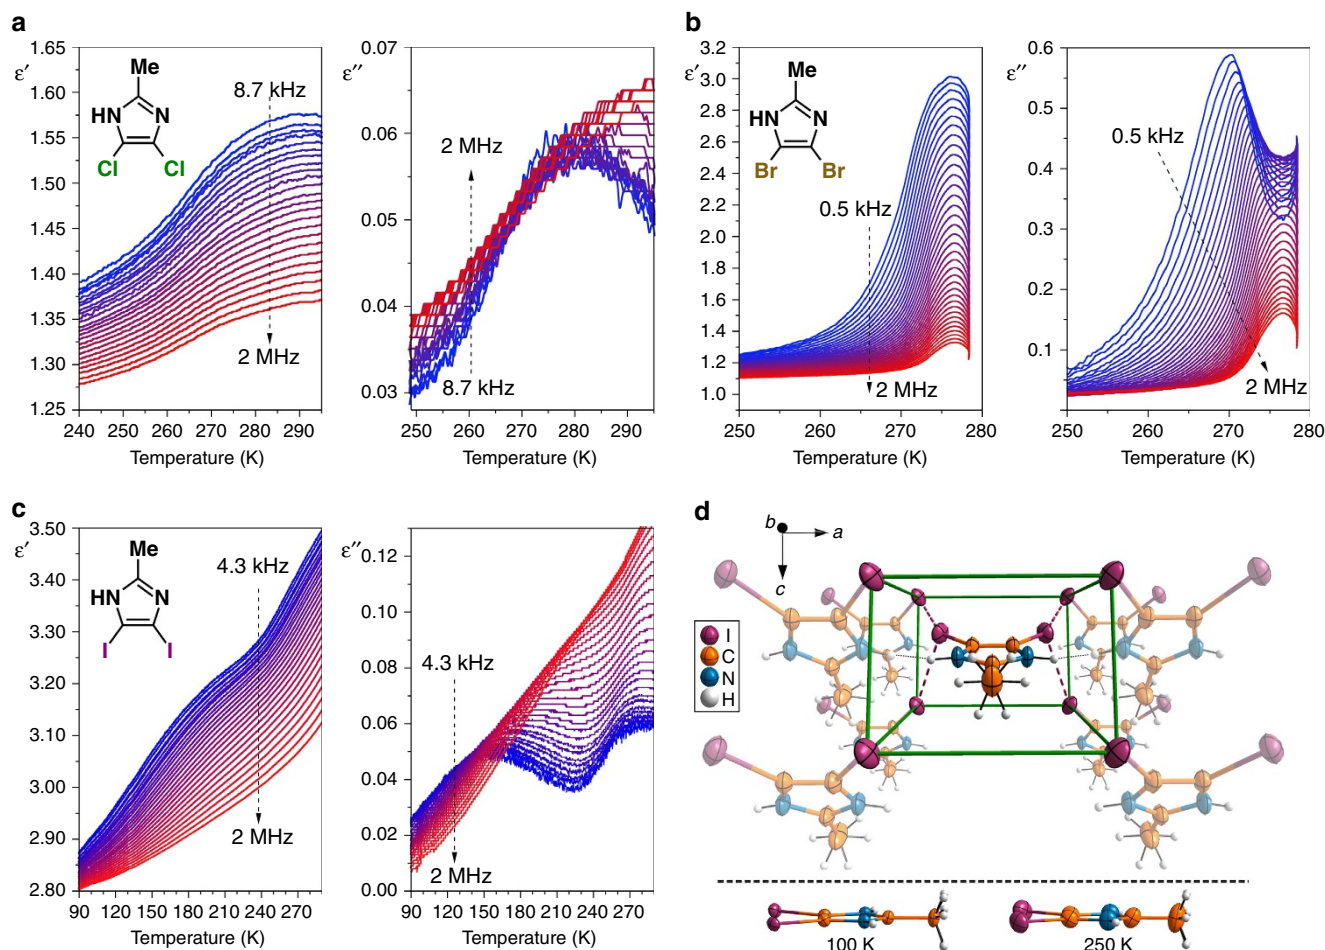 a
ε′
1.65
1.60
1.55
1.50
1.45
1.40
1.35
1.30
1.25
Me
HN
N
Cl
Cl
8.7 kHz
2 MHz
240 250 260 270 280 290
Temperature (K)
ε″
0.07
0.06
0.05
0.04
0.03
2 MHz
8.7 kHz
250 260 270 280 290
Temperature (K)
b
ε′
3.2
3.0
2.8
2.6
2.4
2.2
2.0
1.8
1.6
1.4
1.2
1.0
Me
HN
N
Br
Br
0.5 kHz
2 MHz
250 260 270 280
Temperature (K)
ε″
0.6
0.5
0.4
0.3
0.2
0.1
0.5 kHz
2 MHz
250 260 270 280
Temperature (K)
c
ε′
3.50
3.40
3.30
3.20
3.10
3.00
2.90
2.80
Me
HN
N
I
I
4.3 kHz
2 MHz
90 120 150 180 210 240 270
Temperature (K)
ε″
0.12
0.10
0.08
0.06
0.04
0.02
0.00
4.3 kHz
2 MHz
90 120 150 180 210 240 270
Temperature (K)
d
b
a
c
I
C
N
H
100 K
250 K